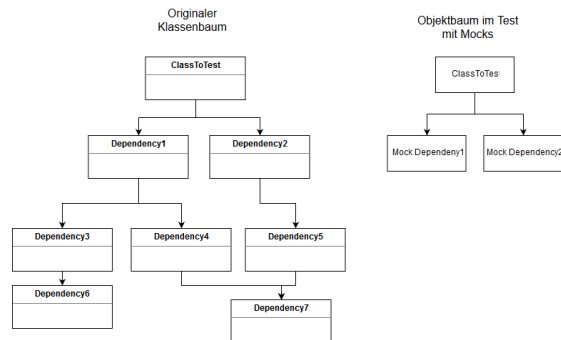 Originaler
Klassenbaum
ClassToTest
Dependency1
Dependency2
Dependency3
Dependency4
Dependency5
Dependency6
Dependency7
Objektbaum im Test
mit Mocks
ClassToTes
Mock Dependeny1
Mock Dependency2